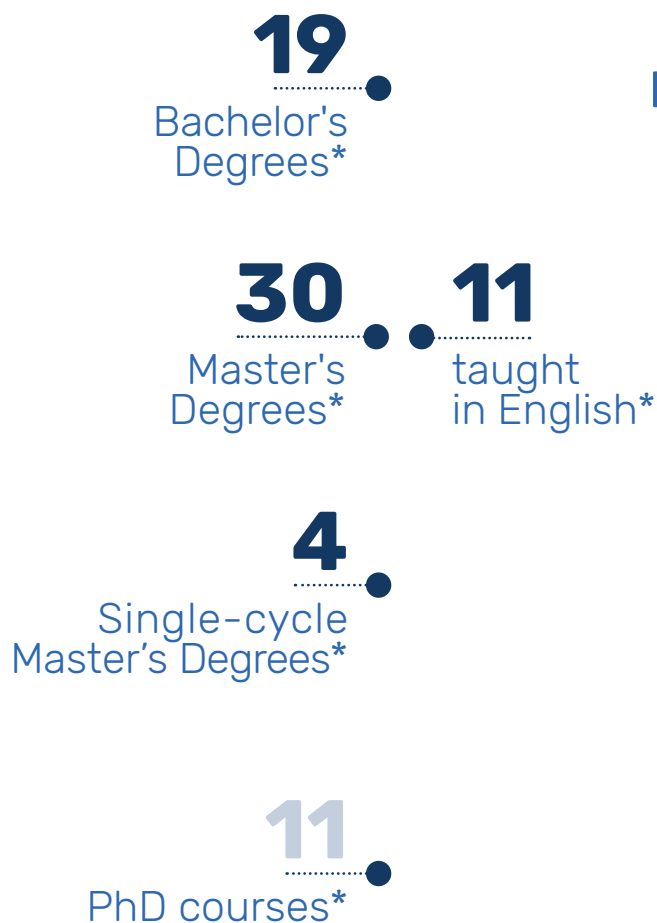 19
Bachelor's
Degrees*
30
Master's
Degrees*
11
taught
in English*
4
Single-cycle
Master’s Degrees*
11
PhD courses*